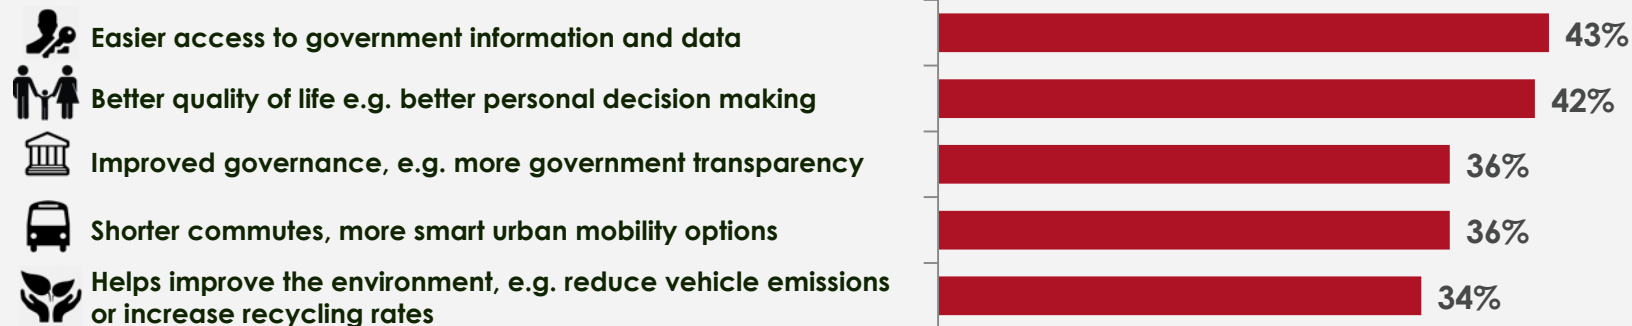 Easier access to government information and data 43%
Better quality of life e.g. better personal decision making 42%
Improved governance, e.g. more government transparency 36%
Shorter commutes, more smart urban mobility options 36%
Helps improve the environment, e.g. reduce vehicle emissions
or increase recycling rates 34%